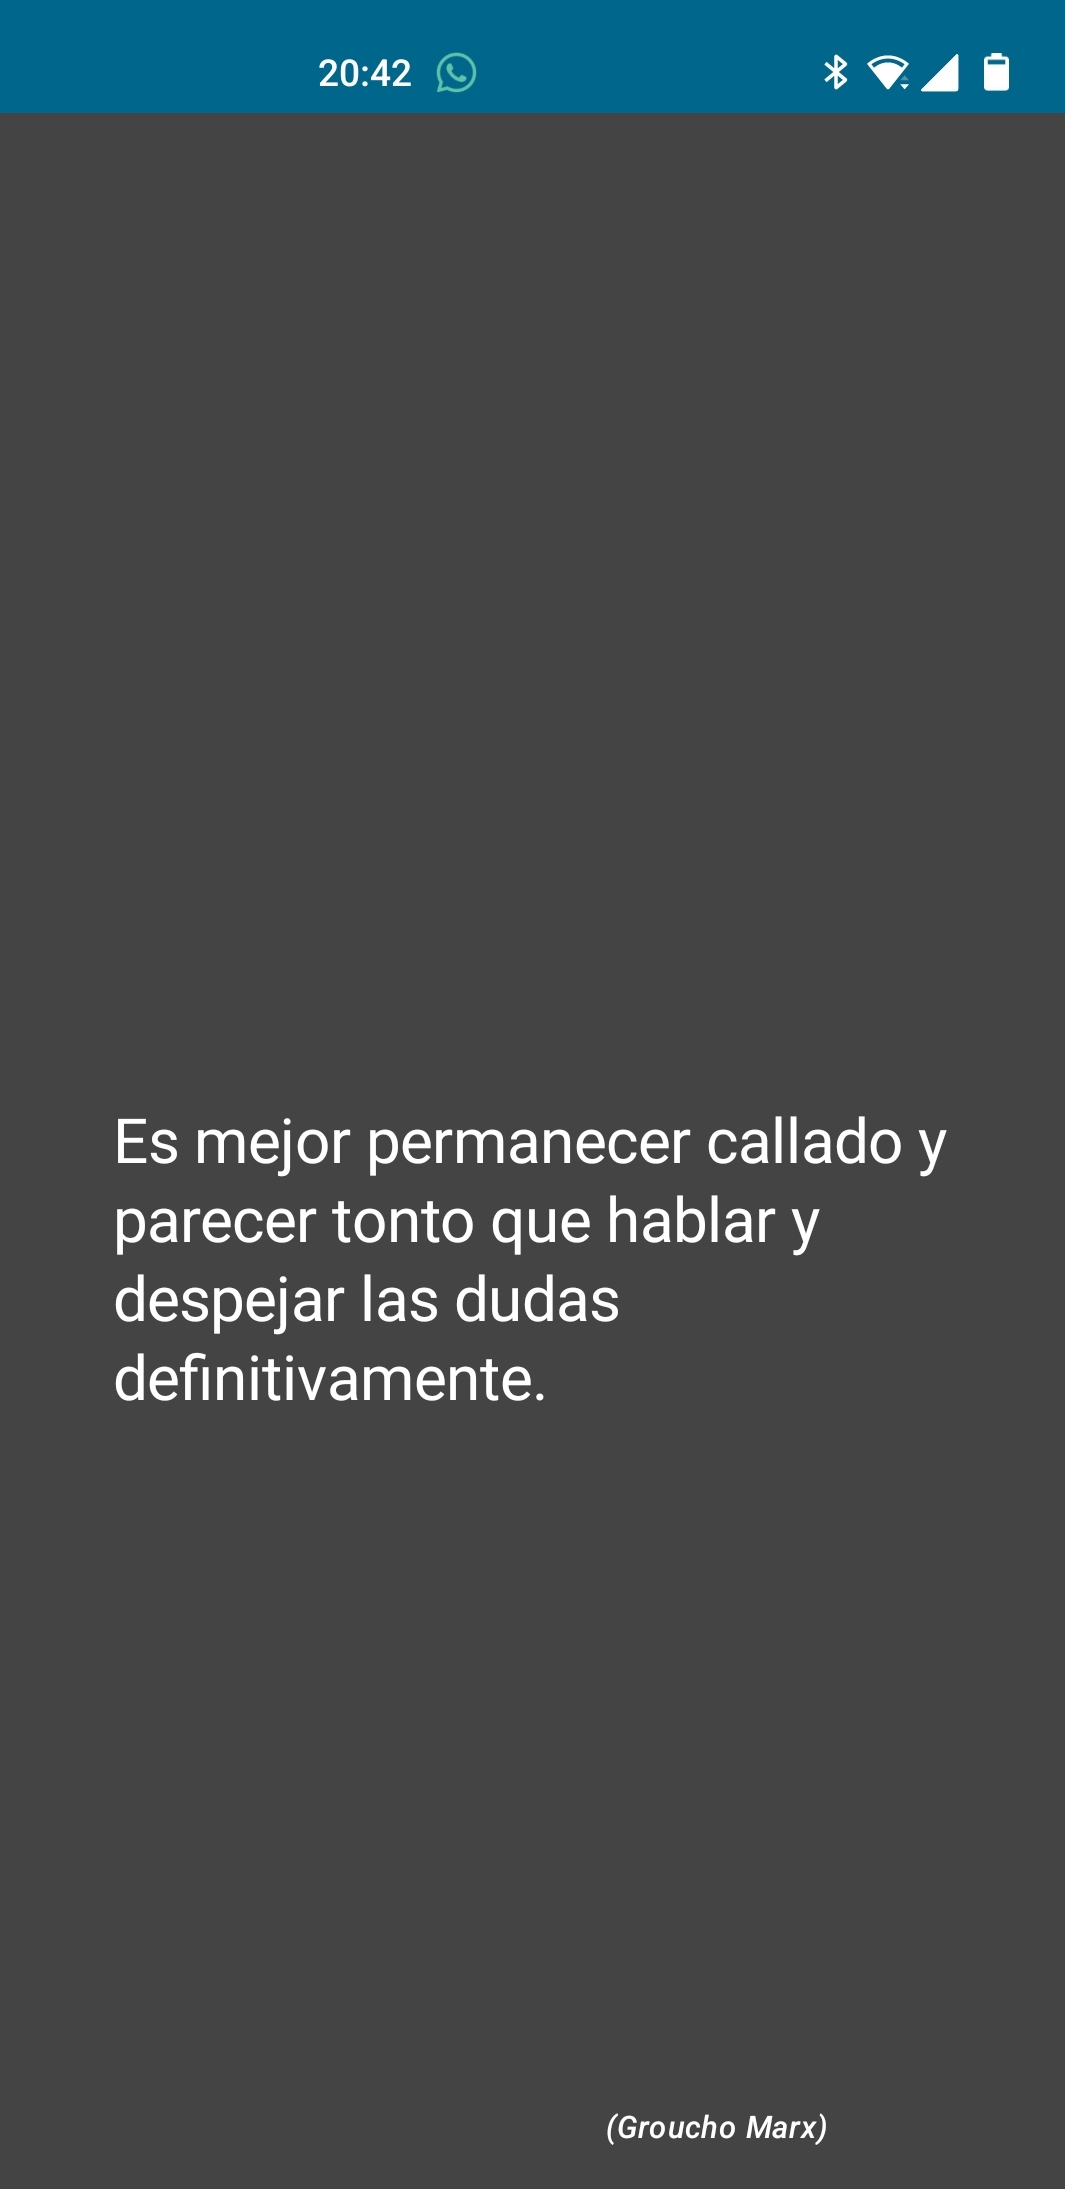 20:42
Es mejor permanecer callado y
parecer tonto que hablar y
despejar las dudas
definitivamente.
(Groucho Marx)